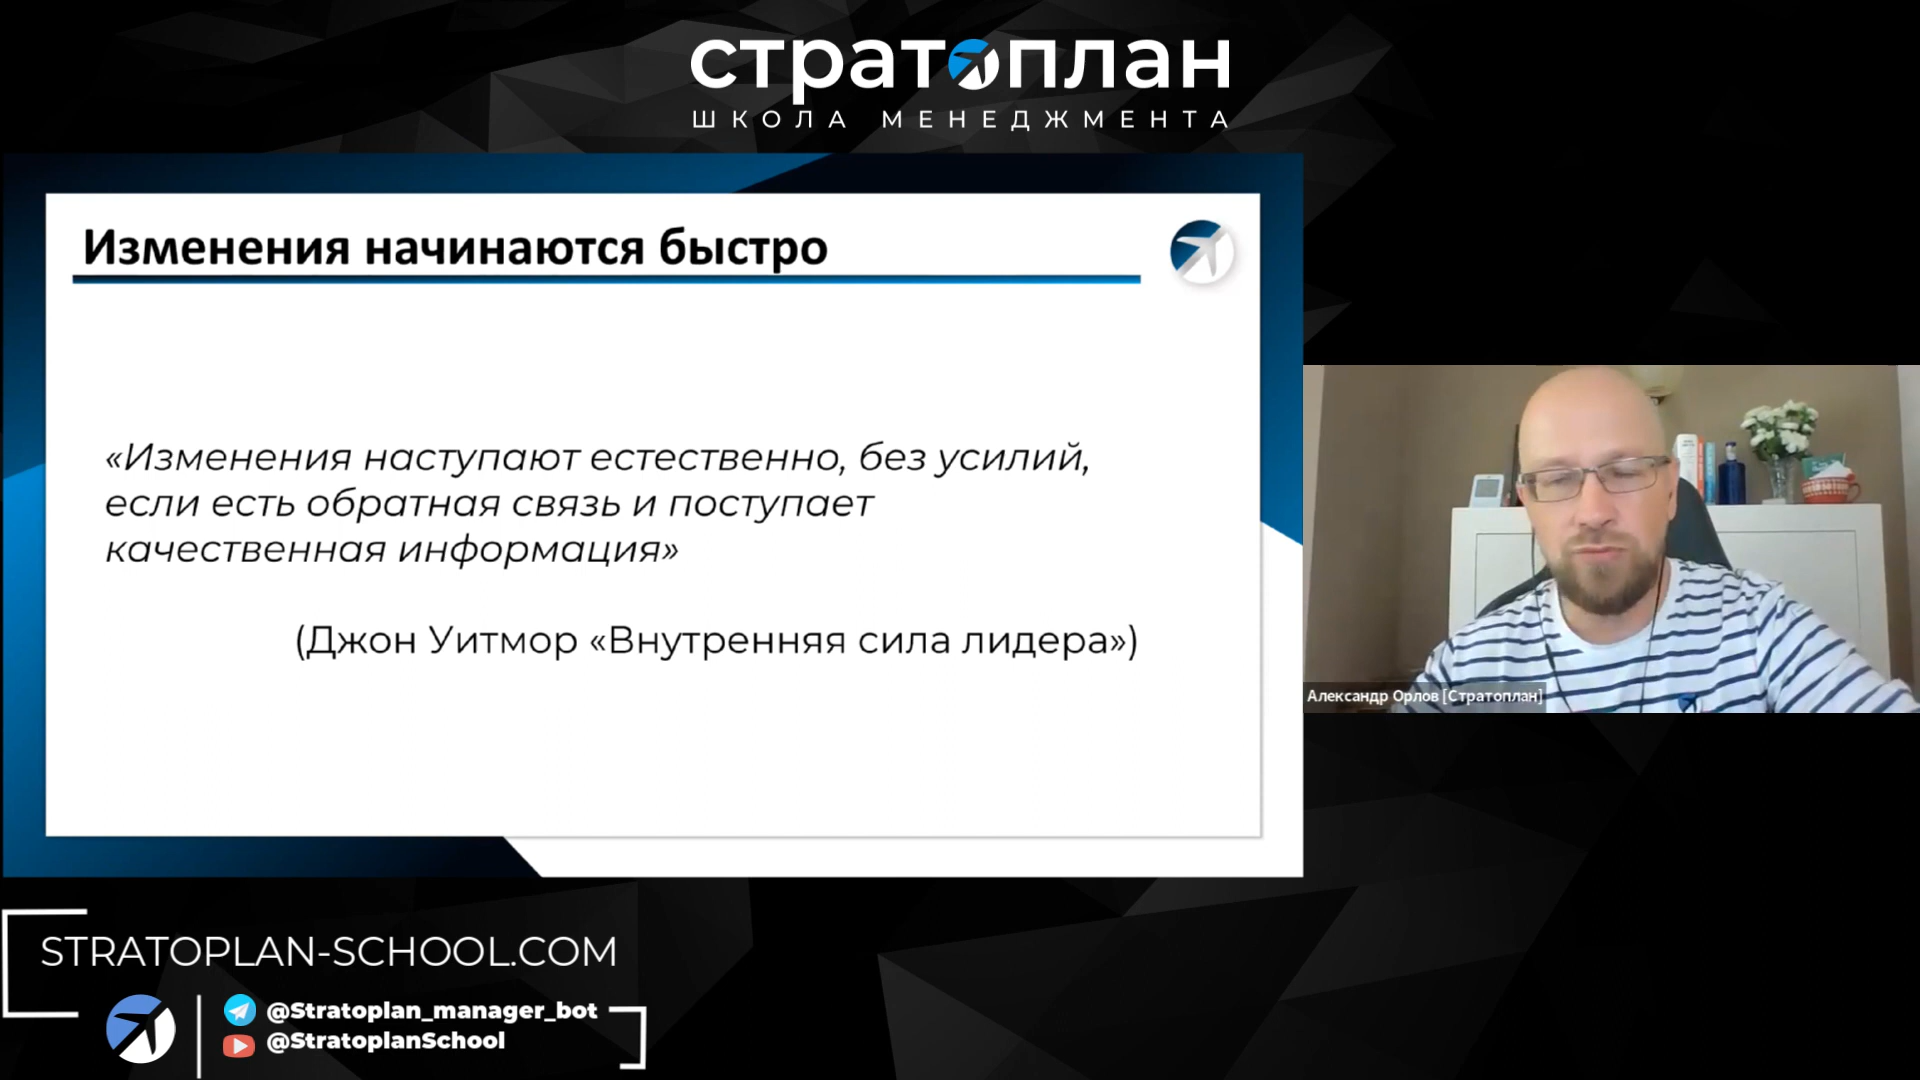 стратоплан
ШКОЛА МЕНЕДЖМЕНТА
Изменения начинаются быстро
«Изменения наступают естественно, без усилий,
если есть обратная связь и поступает
качественная информация»
(Джон Уитмор «Внутренняя сила лидера»)
Александр Орлов [Стратоплан]
STRATOPLAN-SCHOOL.COM
@Stratoplan_manager_bot
@StratoplanSchool